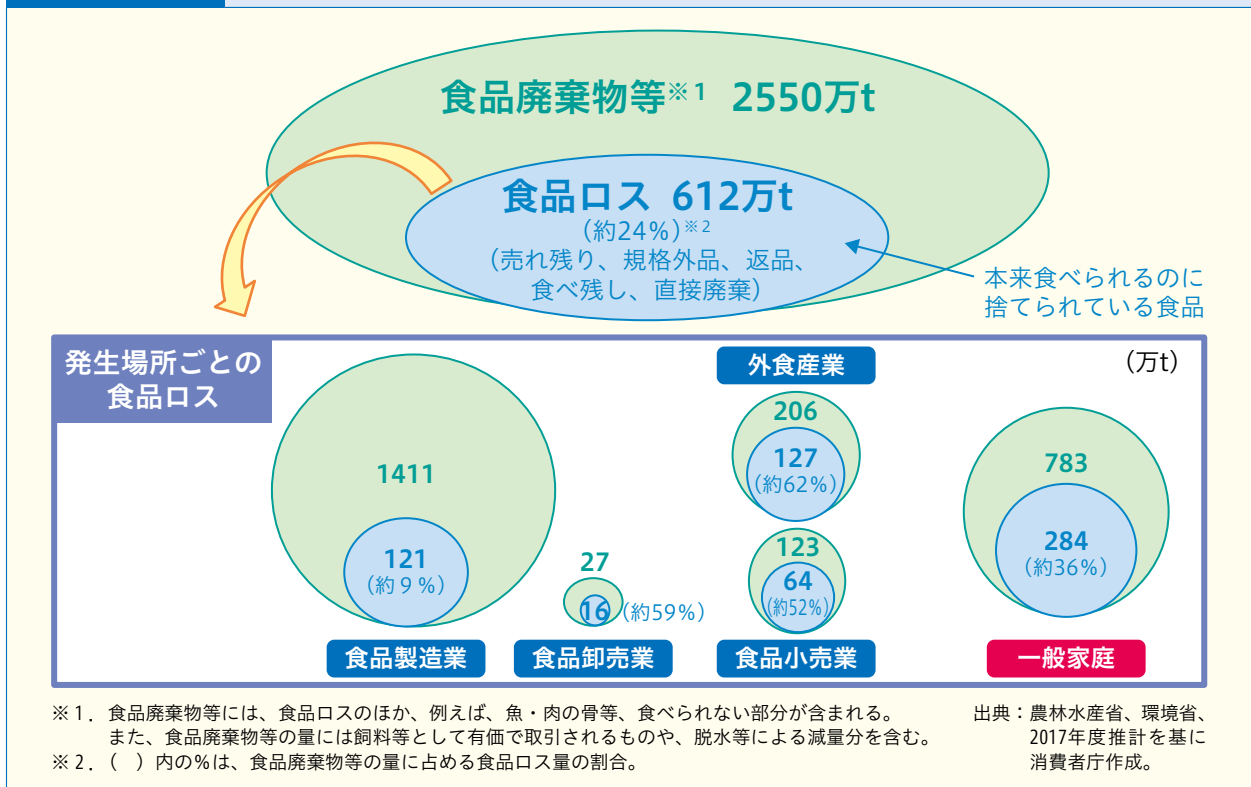 食品廃棄物等※1 2550万t
食品ロス 612万t
(約24%)※2
(売れ残り、規格外品、返品、
食べ残し、直接廃棄)
本来食べられるのに
捨てられている食品
発生場所ごとの
食品ロス
(万t)
1411
121
(約9%)
食品製造業
27
16 (約59%)
食品卸売業
外食産業
206
127
(約62%)
123
64
(約52%)
食品小売業
783
284
(約36%)
一般家庭
※1. 食品廃棄物等には、食品ロスのほか、例えば、魚・肉の骨等、食べられない部分が含まれる。
また、食品廃棄物等の量には飼料等として有価で取引されるものや、脱水等による減量分を含む。
※2. ( )内の%は、食品廃棄物等の量に占める食品ロス量の割合。
出典:農林水産省、環境省、
2017年度推計を基に
消費者庁作成。